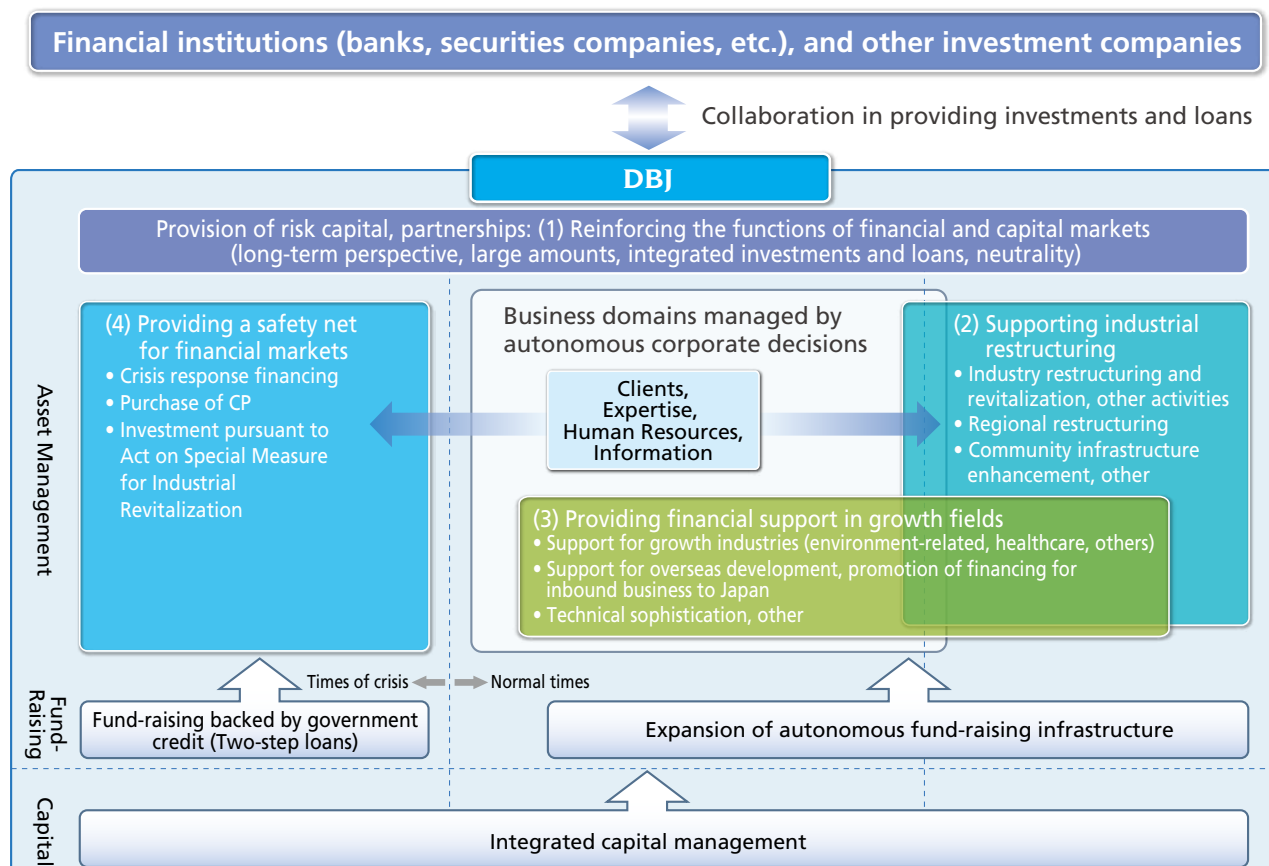 Financial institutions (banks, securities companies, etc.), and other investment companies
Collaboration in providing investments and loans
DBJ
Provision of risk capital, partnerships: (1) Reinforcing the functions of financial and capital markets
(long-term perspective, large amounts, integrated investments and loans, neutrality)
Asset Management
(4) Providing a safety net
for financial markets
• Crisis response financing
• Purchase of CP
• Investment pursuant to
Act on Special Measure
for Industrial
Revitalization
Business domains managed by
autonomous corporate decisions
Clients,
Expertise,
Human Resources,
Information
(2) Supporting industrial
restructuring
• Industry restructuring and
revitalization, other activities
• Regional restructuring
• Community infrastructure
enhancement, other
(3) Providing financial support in growth fields
• Support for growth industries (environment-related, healthcare, others)
• Support for overseas development, promotion of financing for
inbound business to Japan
• Technical sophistication, other
Times of crisis
Normal times
Fund-
Raising
Fund-raising backed by government
credit (Two-step loans)
Expansion of autonomous fund-raising infrastructure
Capital
Integrated capital management